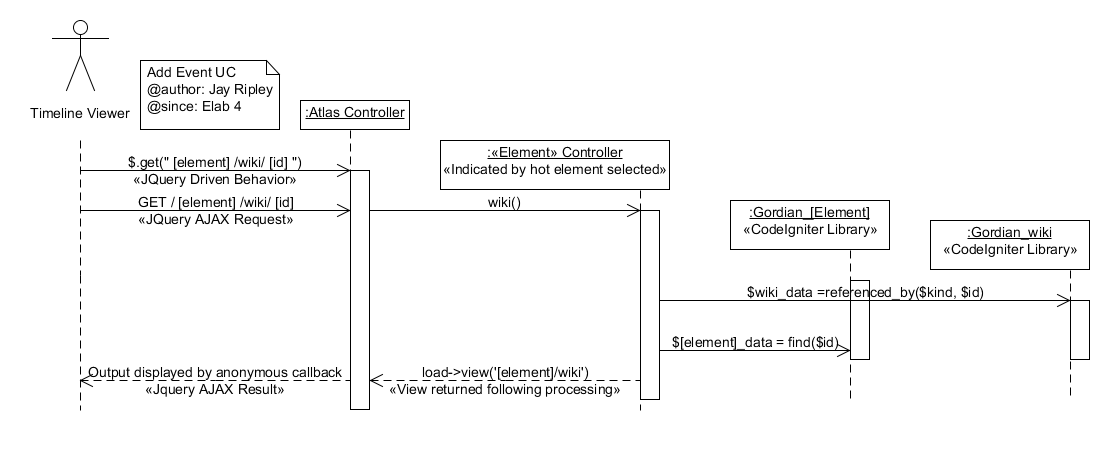 Timeline Viewer
Add Event UC
@author: Jay Ripley
@since: Elab 4
:Atlas Controller
:«Element» Controller
«Indicated by hot element selected»
:Gordian_[Element]
«CodeIgniter Library»
:Gordian_wiki
«CodeIgniter Library»
$.get(" [element] /wiki/ [id] ")
«JQuery Driven Behavior»
GET / [element] /wiki/ [id]
«JQuery AJAX Request»
wiki()
$wiki_data =referenced_by($kind, $id)
$[element]_data = find($id)
load->view('[element]/wiki')
«View returned following processing»
Output displayed by anonymous callback
«Jquery AJAX Result»